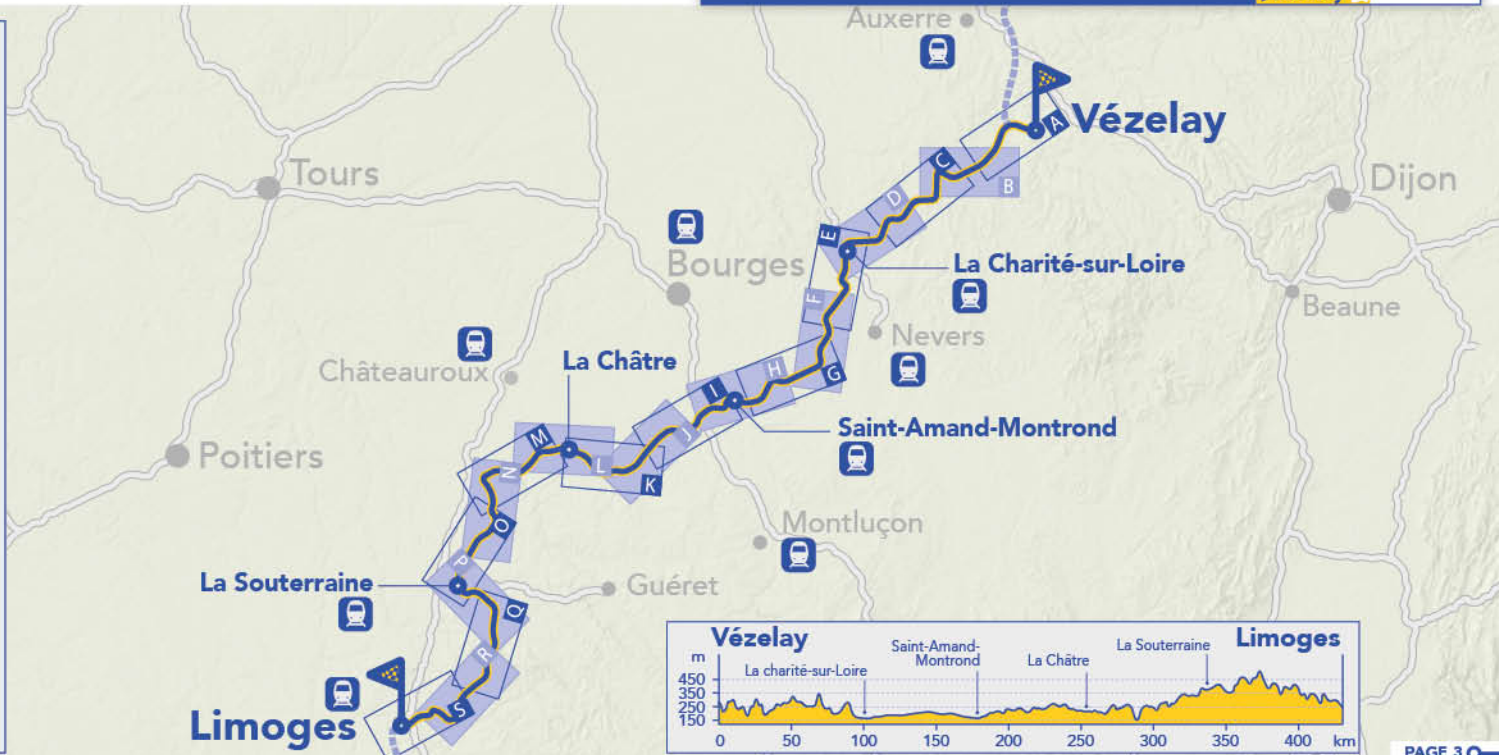 Auxerre
Vézelay
A
C
B
Tours
Dijon
D
E
Bourges
La Charité-sur-Loire
F
Beaune
Nevers
La Châtre
Châteauroux
H
G
I
Saint-Amand-Montrond
J
M
L
Poitiers
N
K
O
Montluçon
P
La Souterraine
Guéret
Q
R
S
Limoges
Vézelay
Limoges
m
La charité-sur-Loire
Saint-Amand-
Montrond
La Châtre
La Souterraine
450
350
250
150
0 50 100 150 200 250 300 350 400 km
PAGE 3